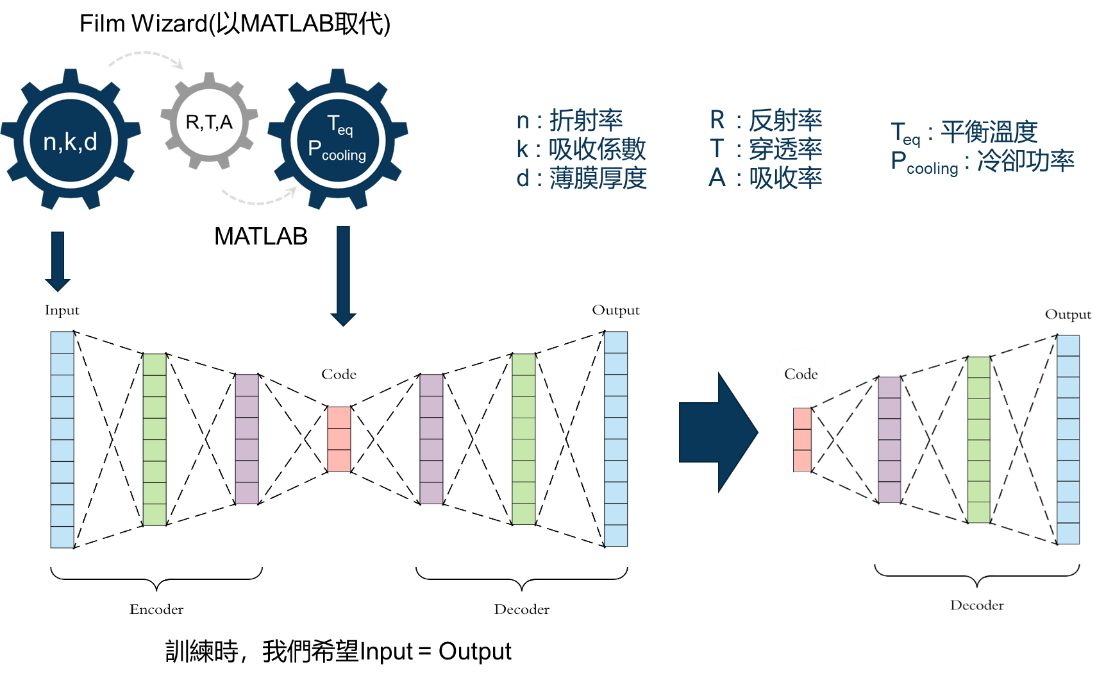 Film Wizard(以MATLAB取代)
n,k,d
R,T,A
Teq
Pcooling
MATLAB
n : 折射率
k : 吸收係數
d : 薄膜厚度
R : 反射率
T : 穿透率
A : 吸收率
Teq : 平衡溫度
Pcooling : 冷卻功率
Input
Code
Output
Encoder
Decoder
Code
Output
Decoder
訓練時，我們希望Input = Output